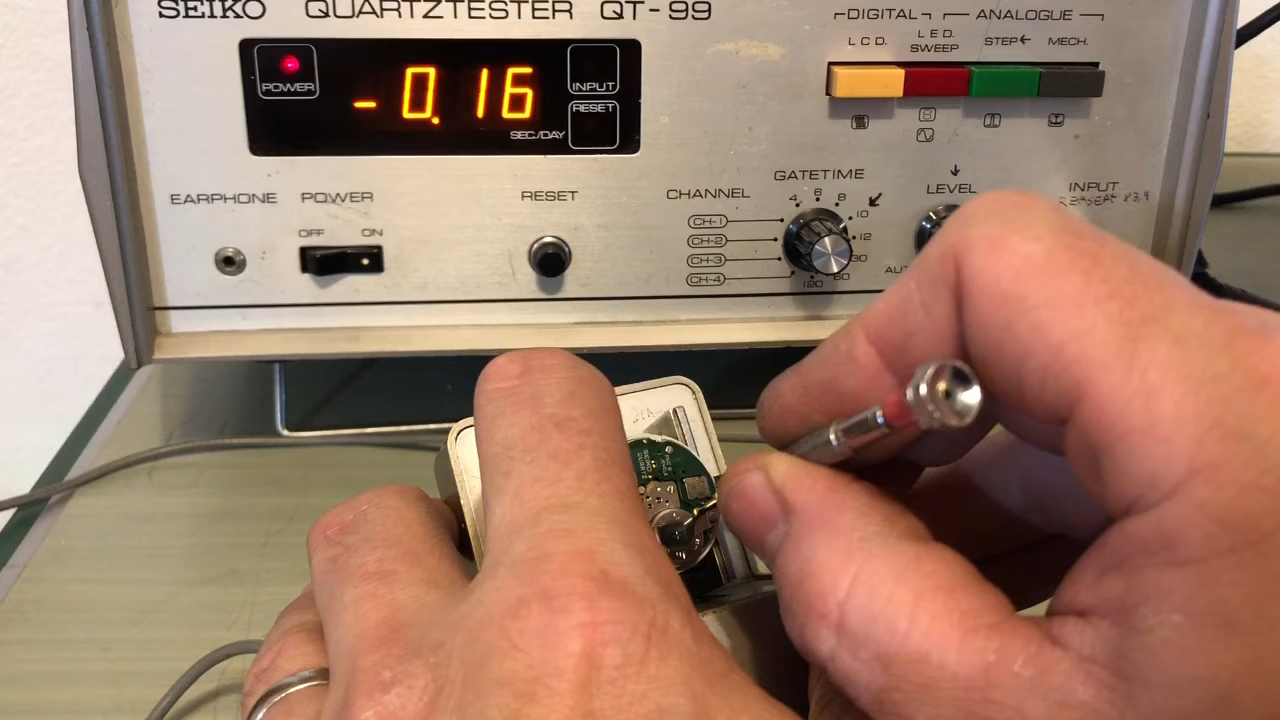 SEIKO QUARTZTESTER QT-99
DIGITAL ANALOGUE
L C D. L E D. SWEEP STEP← MECH.
POWER
-0.16
INPUT
RESET
SEC./DAY
EARPHONE
POWER
OFF ON
RESET
CHANNEL
CH-1
CH-2
CH-3
CH-4
GATETIME
4 6 8 10 12 30 60 120
↓
LEVEL
INPUT
SEIKO
QUARTZ